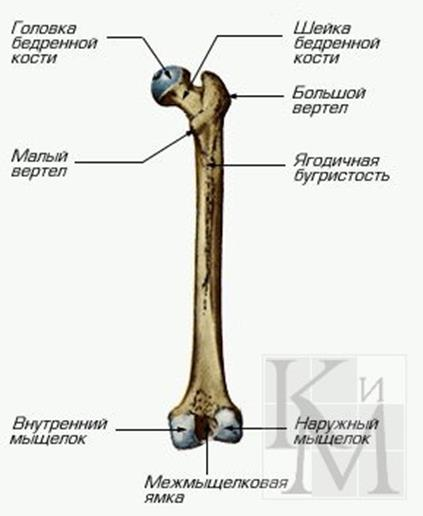 Головка
бедренной
кости
Шейка
бедренной
кости
Большой
вертел
Малый
вертел
Ягодичная
бугристость
Внутренний
мыщелок
Наружный
мыщелок
Межмыщелковая
ямка
К и
М